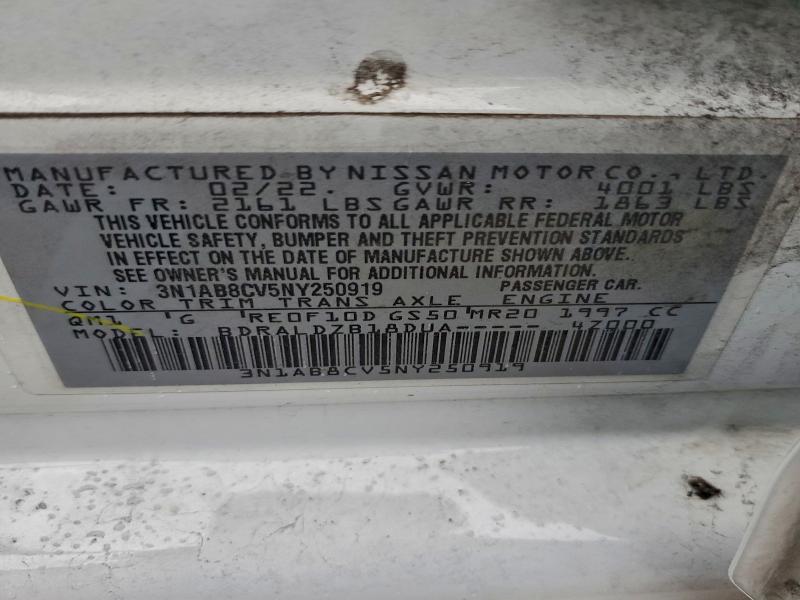 MANUFACTURED BY NISSAN MOTOR CO., LTD.
DATE: 02/22. GVWR: 4001 LBS
GAWR FR: 2161 LBS GAWR RR: 1863 LBS
THIS VEHICLE CONFORMS TO ALL APPLICABLE FEDERAL MOTOR
VEHICLE SAFETY, BUMPER AND THEFT PREVENTION STANDARDS
IN EFFECT ON THE DATE OF MANUFACTURE SHOWN ABOVE.
SEE OWNER'S MANUAL FOR ADDITIONAL INFORMATION.
VIN: 3N1AB8CV5NY250919 PASSENGER CAR.
COLOR TRIM TRANS AXLE ENGINE
QM1 G RE0F10D GS50 MR20 1997 CC
MODEL: BDRALDZB18DUA----- 4Z000
3N1AB8CV5NY250919